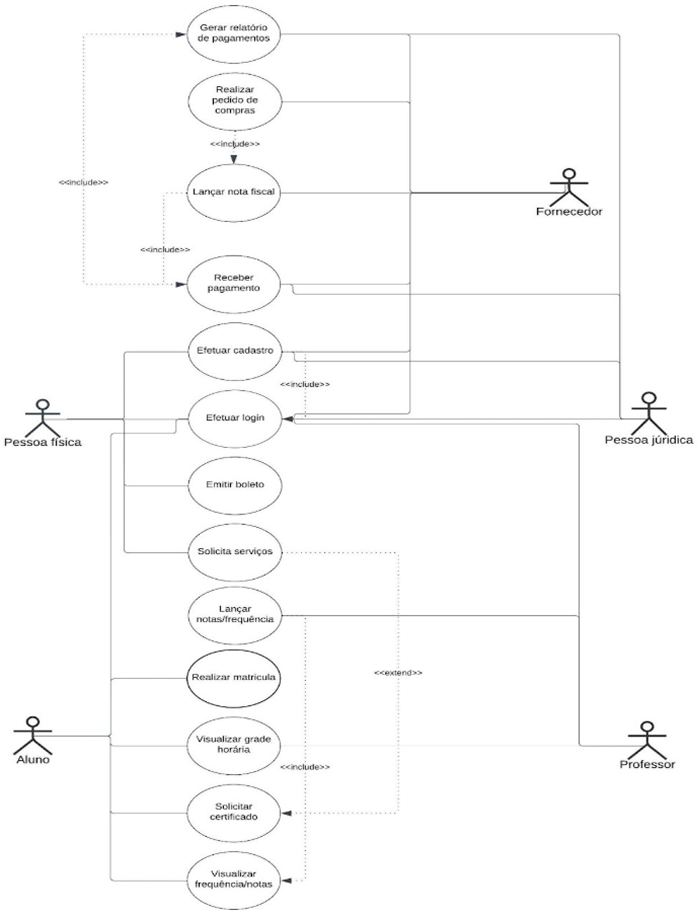 Gerar relatório
de pagamentos
Realizar
pedido de
compras
<<include>>
<<include>>
Lançar nota fiscal
Fornecedor
<<include>>
Receber
pagamento
Efetuar cadastro
<<include>>
Efetuar login
Pessoa física
Pessoa júridica
Emitir boleto
Solicita serviços
Lançar
notas/frequência
<<extend>>
Realizar matricula
Visualizar grade
horária
Aluno
Professor
<<include>>
Solicitar
certificado
Visualizar
frequência/notas